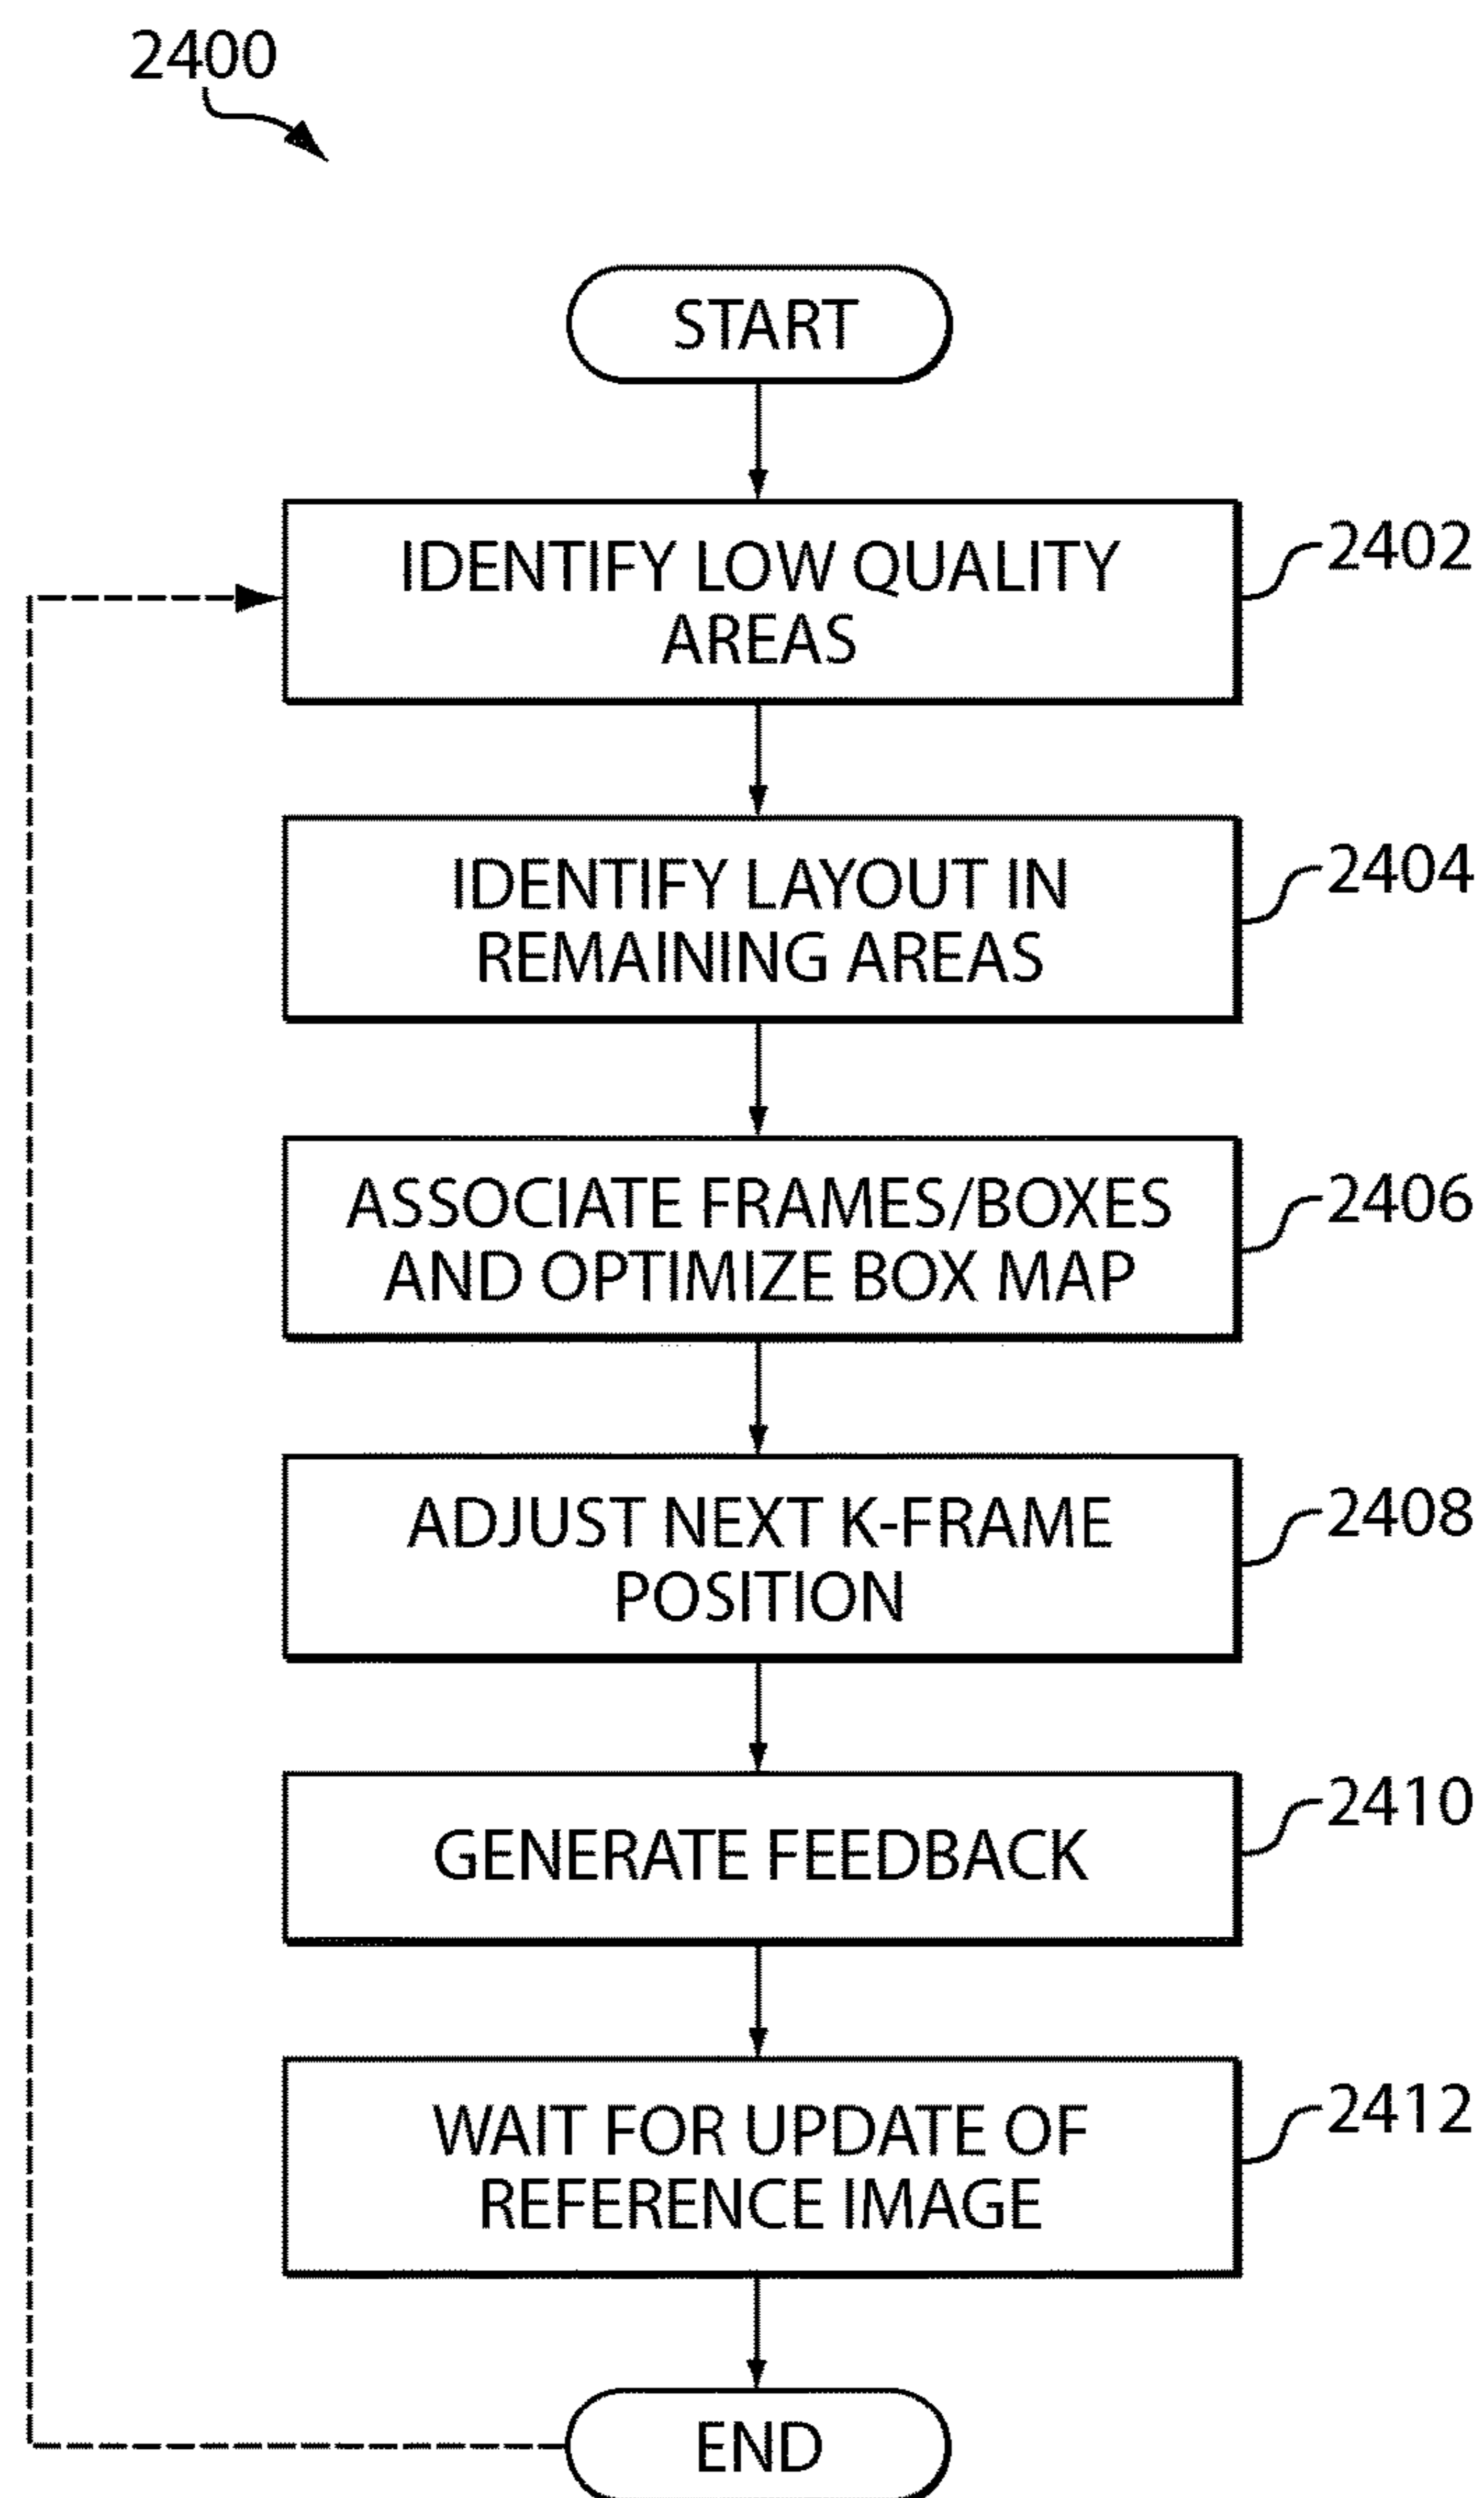 2400
START
IDENTIFY LOW QUALITY
AREAS
2402
IDENTIFY LAYOUT IN
REMAINING AREAS
2404
ASSOCIATE FRAMES/BOXES
AND OPTIMIZE BOX MAP
2406
ADJUST NEXT K-FRAME
POSITION
2408
GENERATE FEEDBACK
2410
WAIT FOR UPDATE OF
REFERENCE IMAGE
2412
END